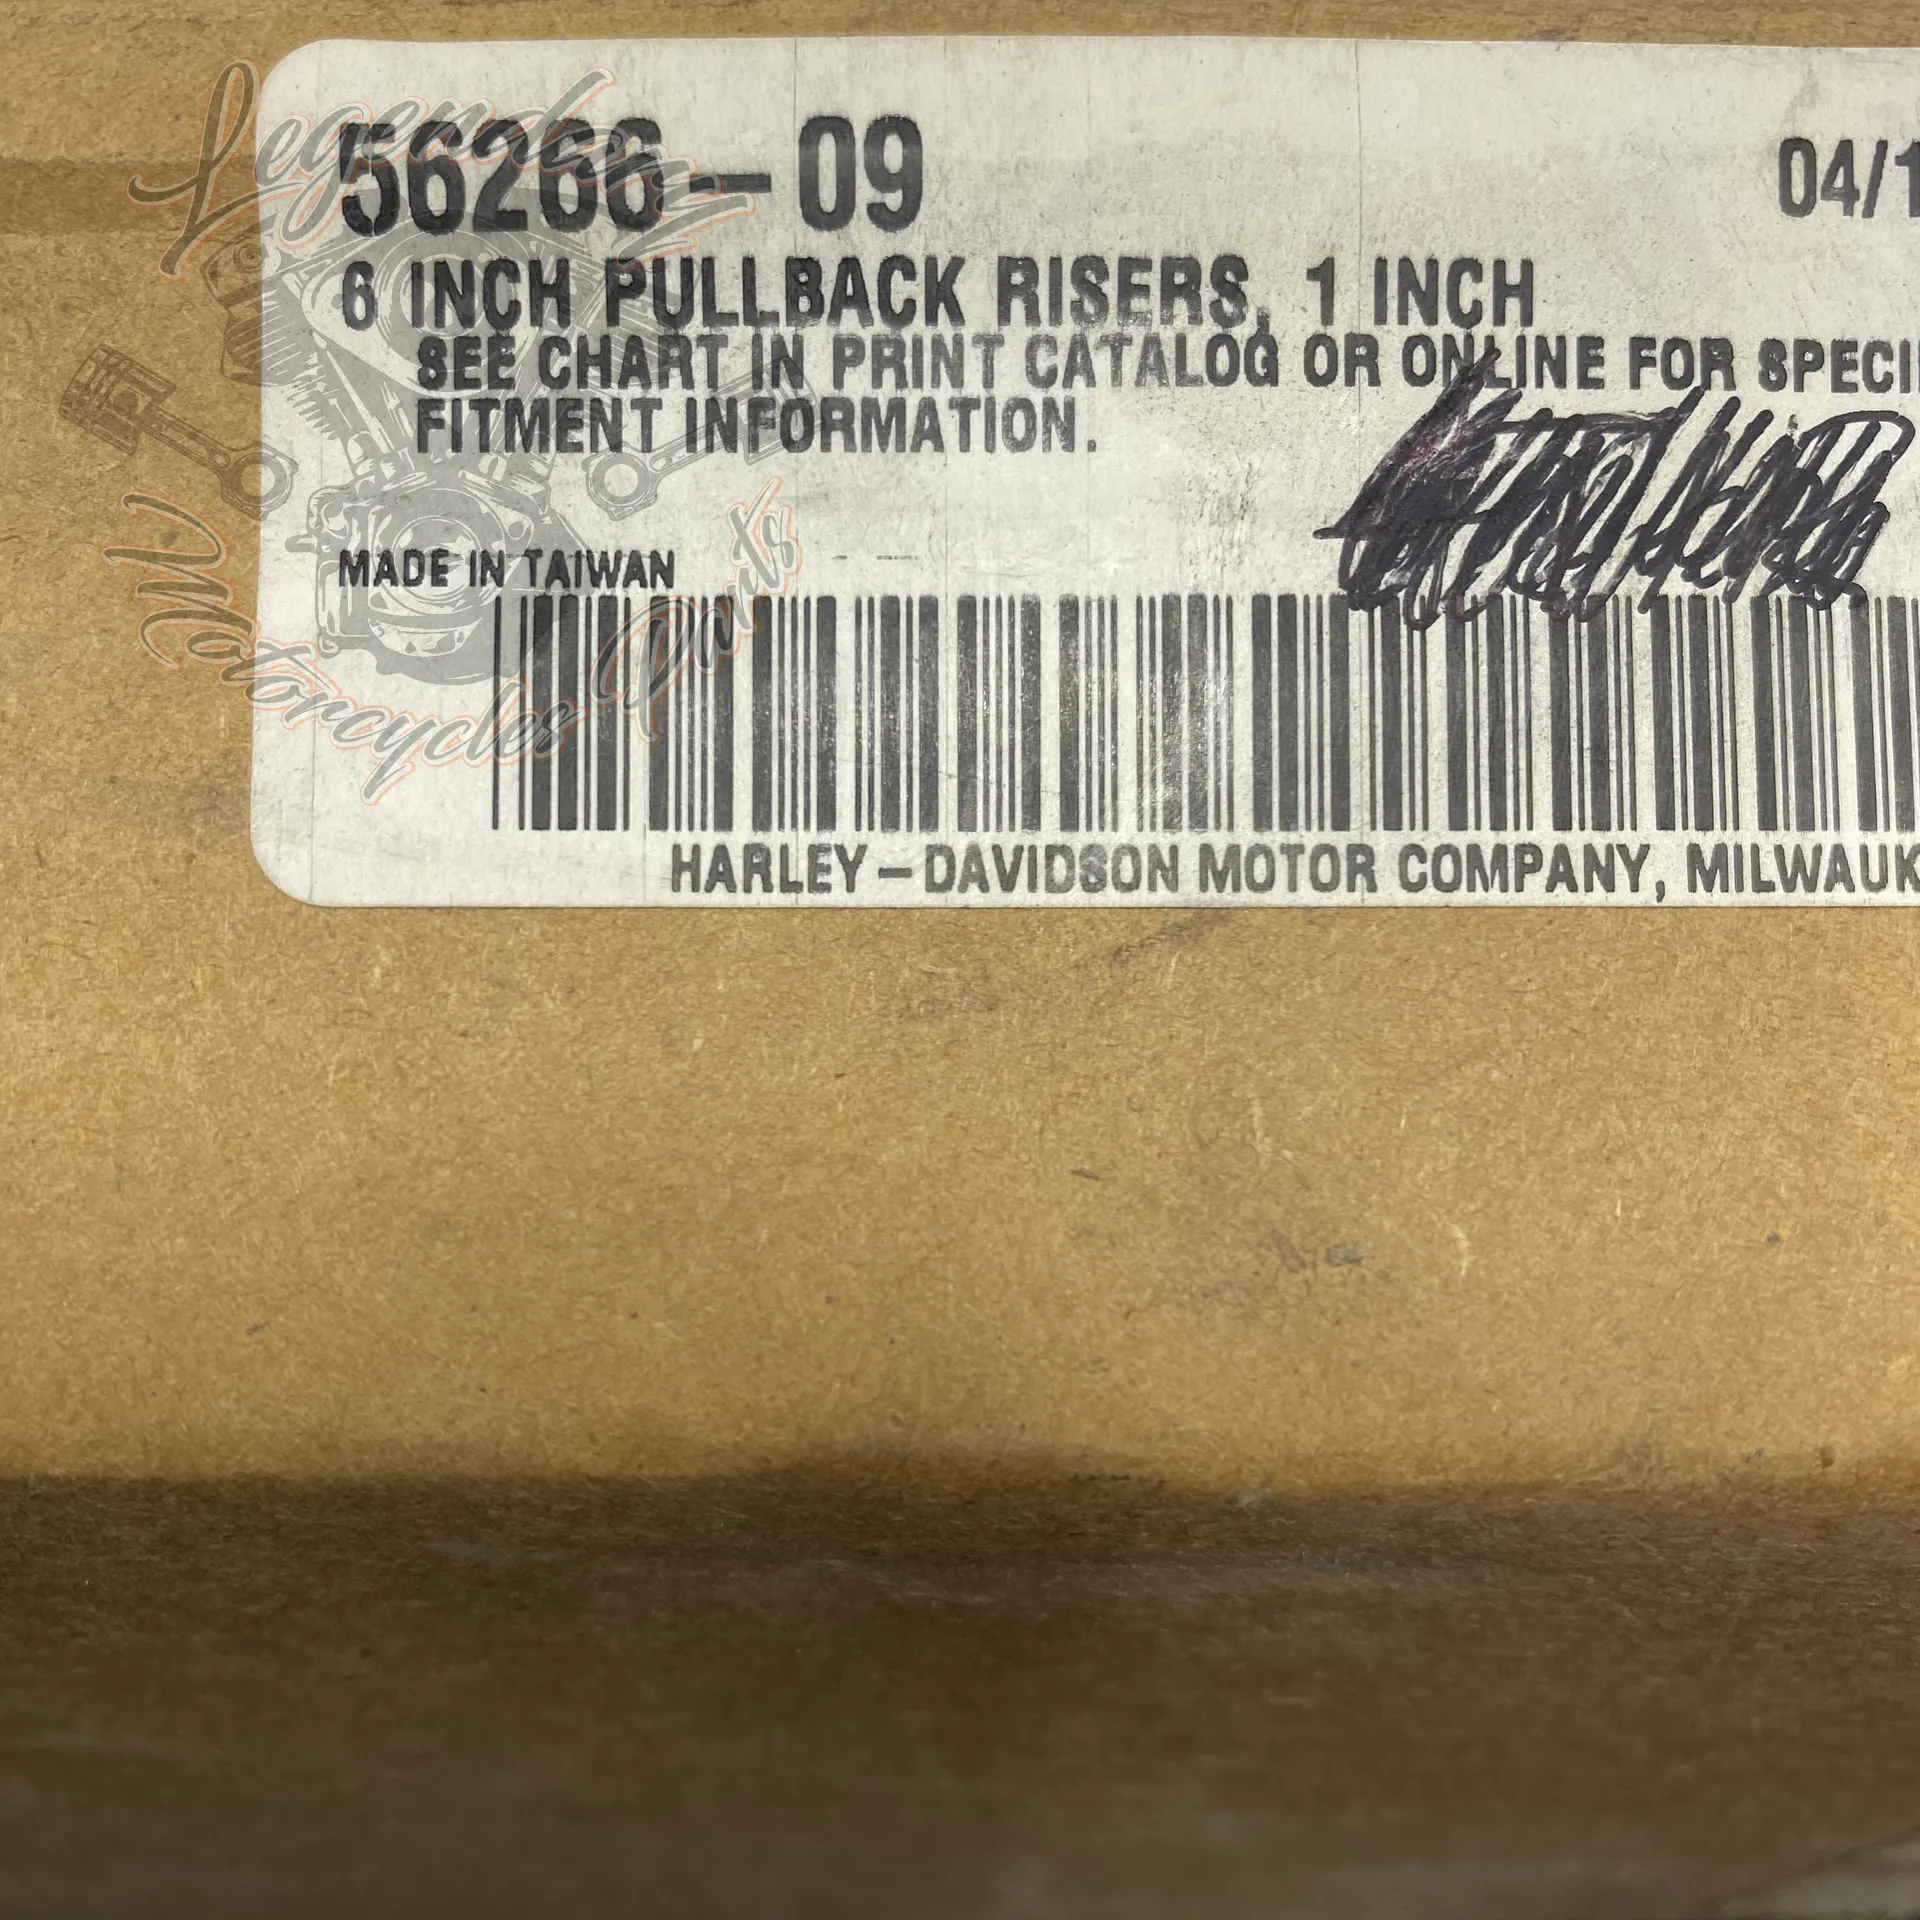 Legendary
56266-09
04/1
6 INCH PULLBACK RISERS, 1 INCH
SEE CHART IN PRINT CATALOG OR ONLINE FOR SPECI
FITMENT INFORMATION.
MADE IN TAIWAN
Motorcycles Parts
HARLEY-DAVIDSON MOTOR COMPANY, MILWAUK